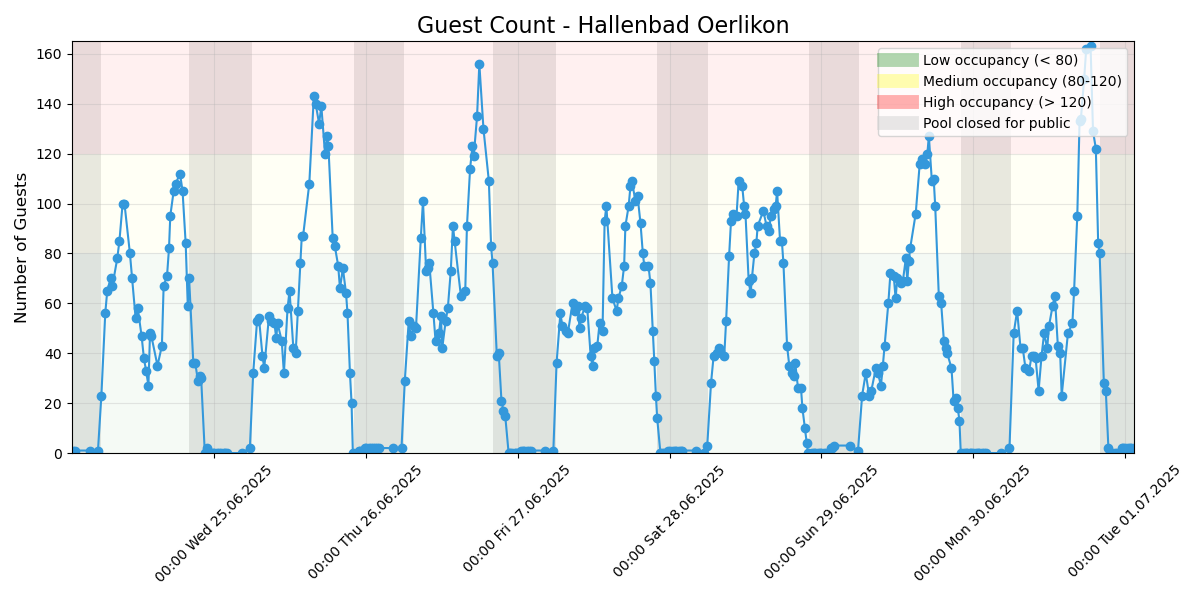 Guest Count - Hallenbad Oerlikon
Low occupancy (< 80)
Medium occupancy (80-120)
High occupancy (> 120)
Pool closed for public
Number of Guests
160
140
120
100
80
60
40
20
0
00:00 Wed 25.06.2025
00:00 Thu 26.06.2025
00:00 Fri 27.06.2025
00:00 Sat 28.06.2025
00:00 Sun 29.06.2025
00:00 Mon 30.06.2025
00:00 Tue 01.07.2025